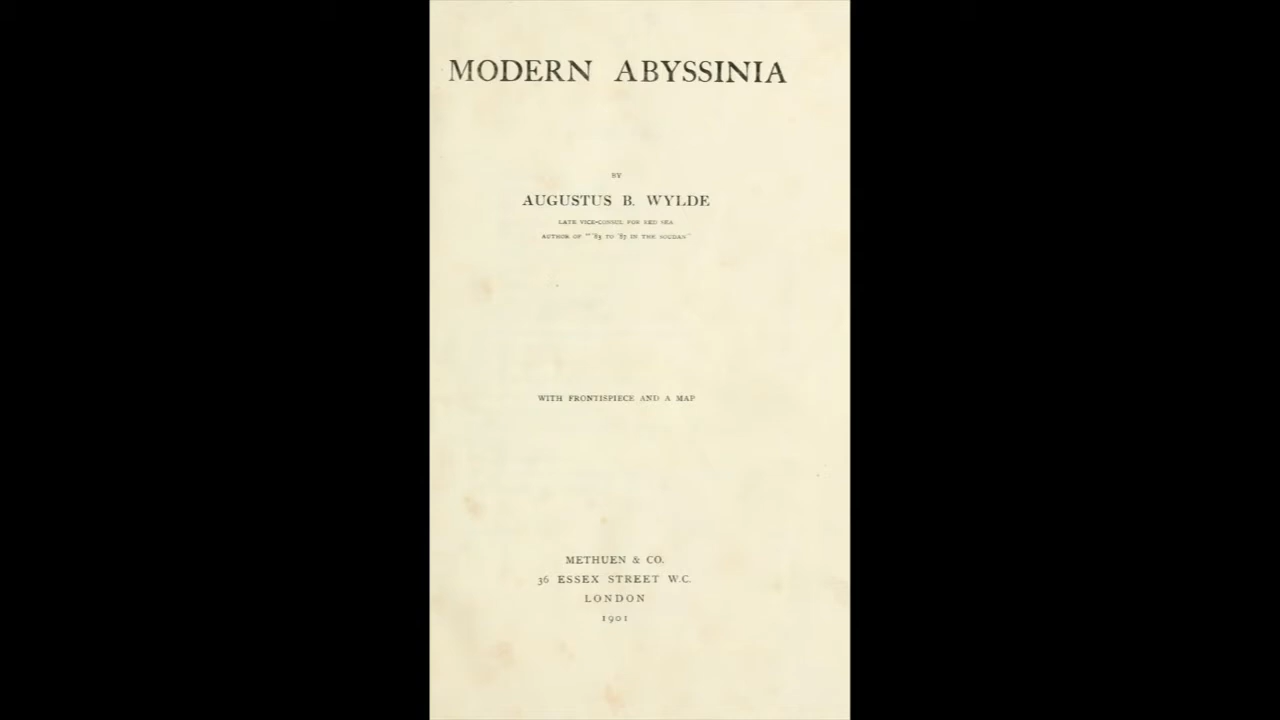 MODERN ABYSSINIA
BY
AUGUSTUS B. WYLDE
LATE VICE-CONSUL FOR RED SEA
AUTHOR OF "'83 TO '87 IN THE SOUDAN"
WITH FRONTISPIECE AND A MAP
METHUEN & CO.
36 ESSEX STREET W.C.
LONDON
1901